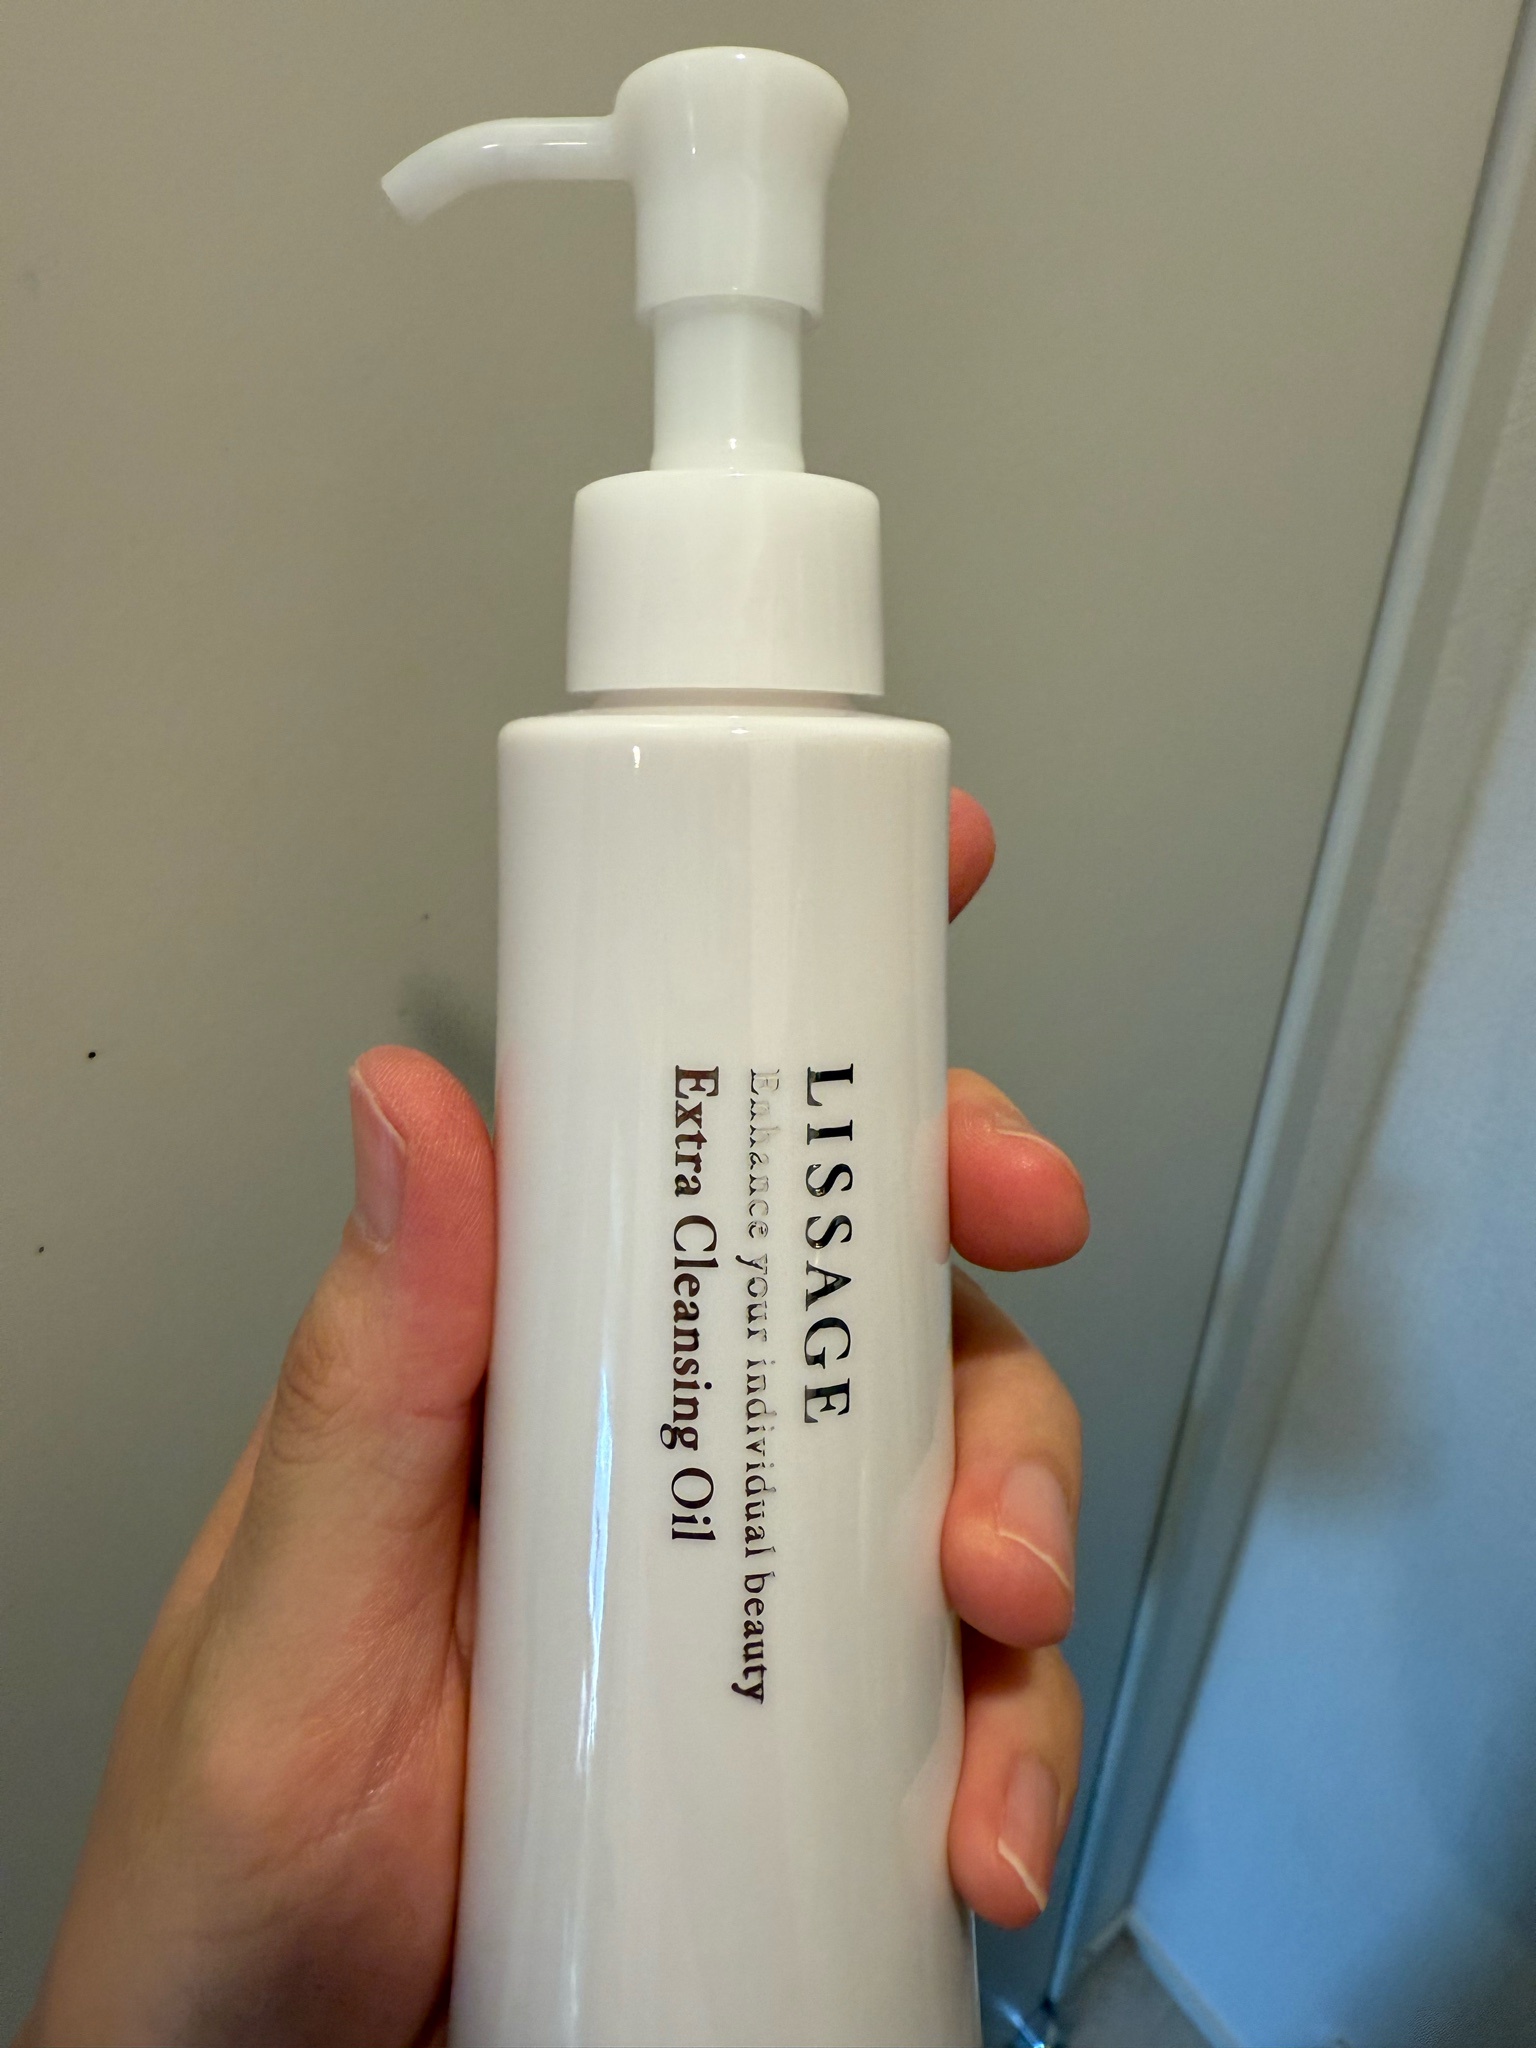 LISSAGE
Enhance your individual beauty
Extra Cleansing Oil